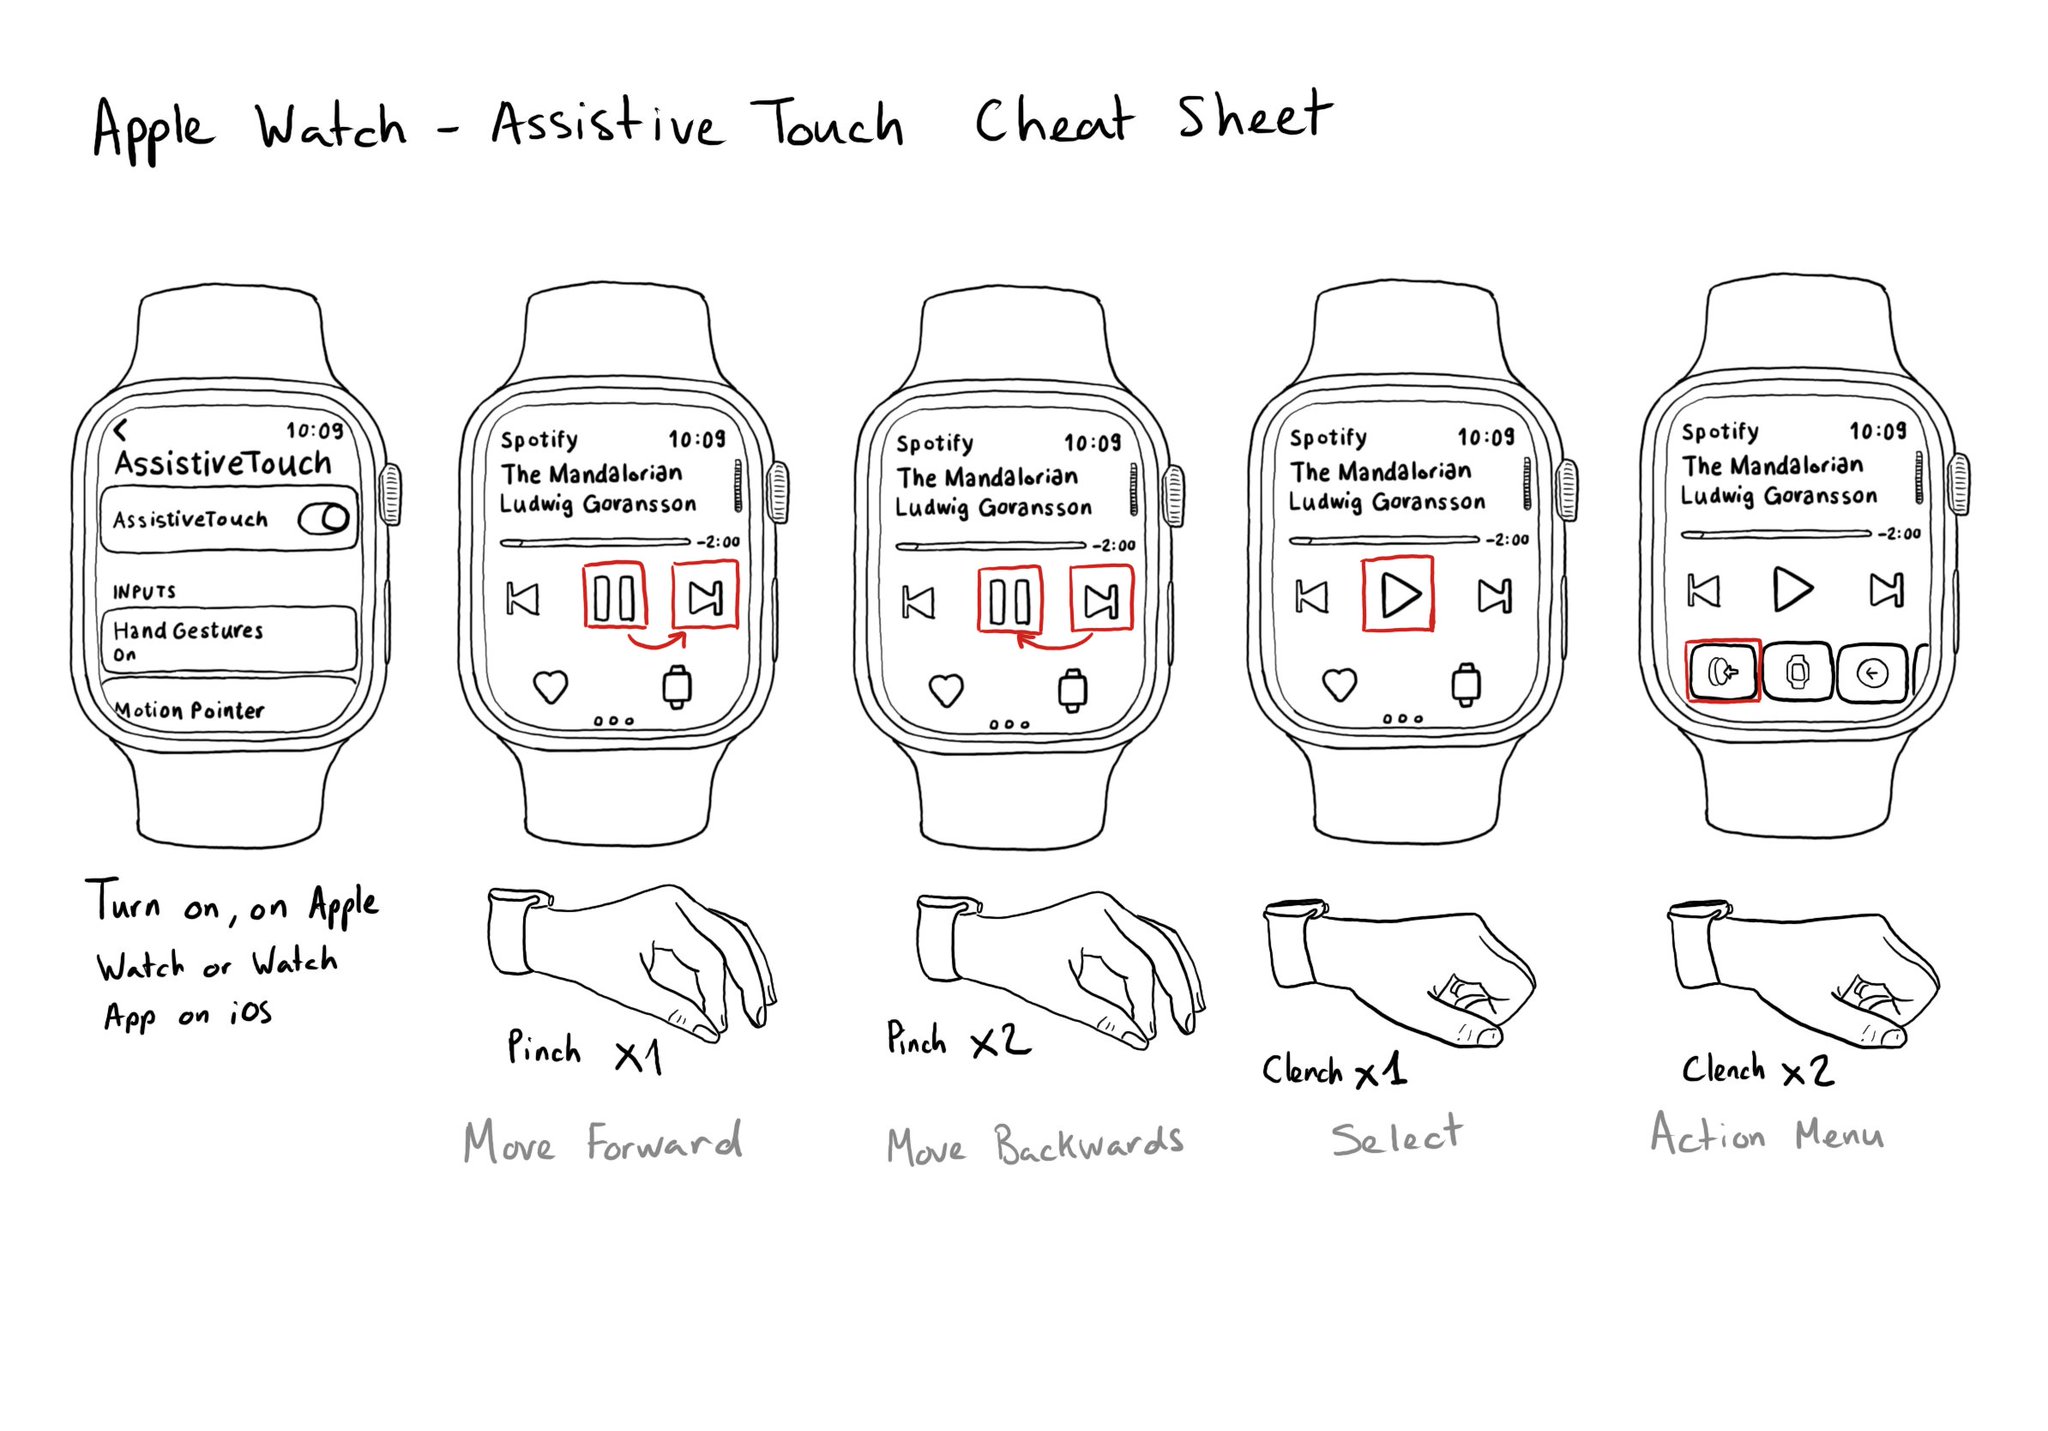 Apple Watch - Assistive Touch Cheat Sheet
10:09
AssistiveTouch
AssistiveTouch
INPUTS
Hand Gestures
On
Motion Pointer
Turn on, on Apple
Watch or Watch
App on iOS
Spotify 10:09
The Mandalorian
Ludwig Goransson
-2:00
Pinch x1
Move Forward
Spotify 10:09
The Mandalorian
Ludwig Goransson
-2:00
Pinch x2
Move Backwards
Spotify 10:09
The Mandalorian
Ludwig Goransson
-2:00
Clench x1
Select
Spotify 10:09
The Mandalorian
Ludwig Goransson
-2:00
Clench x2
Action Menu